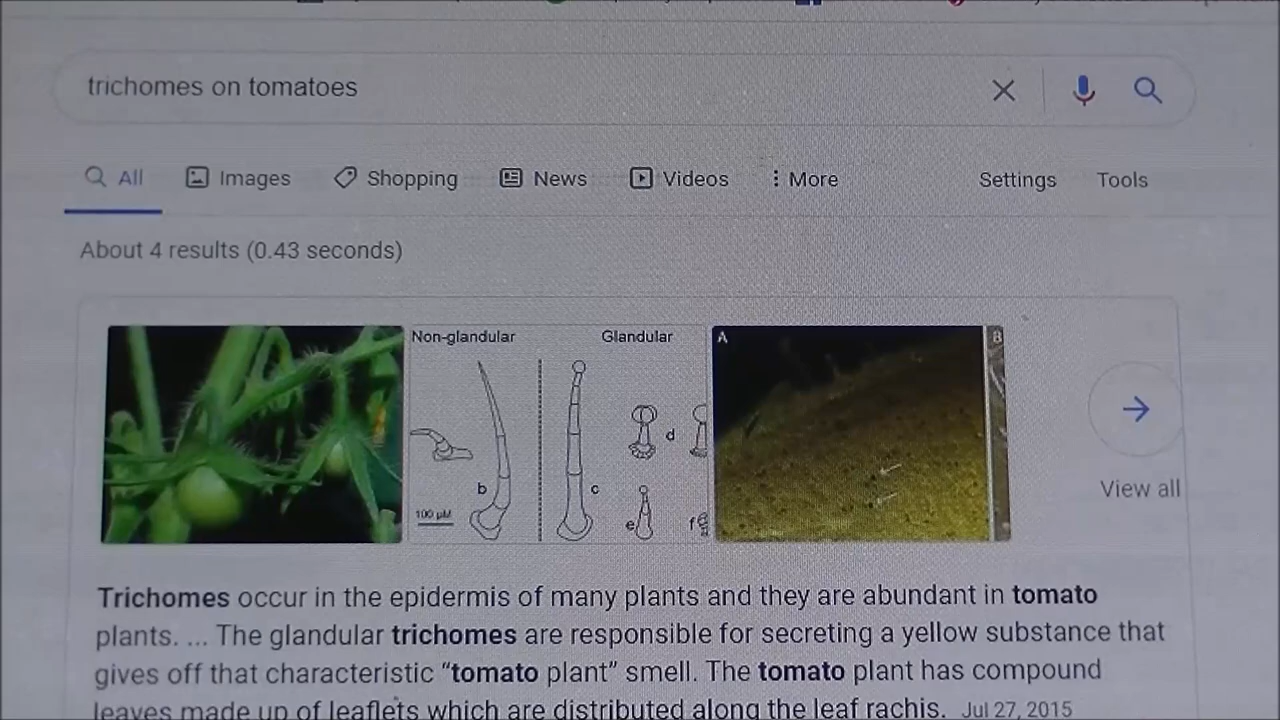 trichomes on tomatoes
All Images Shopping News Videos More Settings Tools
About 4 results (0.43 seconds)
Non-glandular Glandular A B
d
b c
100 µM e f
View all
Trichomes occur in the epidermis of many plants and they are abundant in tomato
plants. ... The glandular trichomes are responsible for secreting a yellow substance that
gives off that characteristic “tomato plant” smell. The tomato plant has compound
leaves made up of leaflets which are distributed along the leaf rachis. Jul 27, 2015